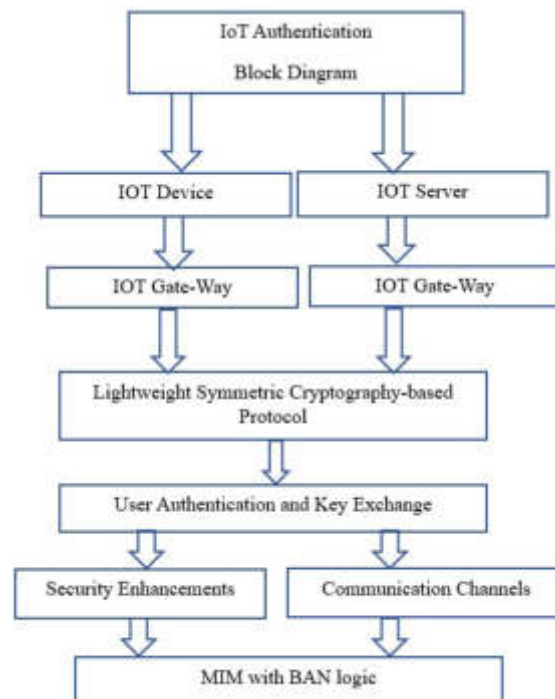 IoT Authentication
Block Diagram
IOT Device
IOT Server
IOT Gate-Way
IOT Gate-Way
Lightweight Symmetric Cryptography-based
Protocol
User Authentication and Key Exchange
Security Enhancements
Communication Channels
MIM with BAN logic